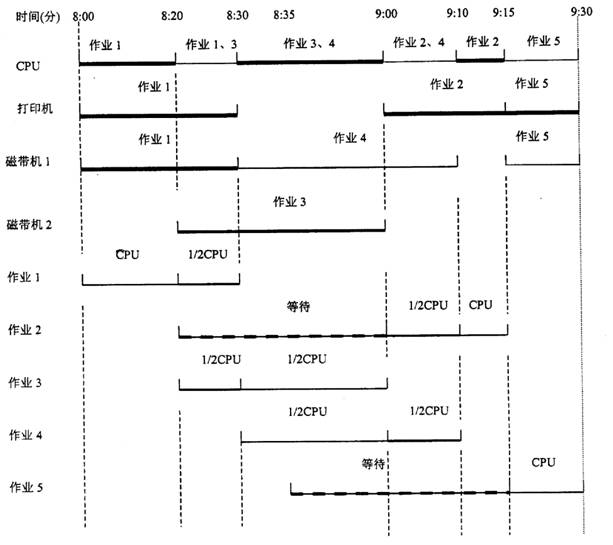 时间(分) 8:00 8:20 8:30 8:35 9:00 9:10 9:15 9:30
作业 1 作业 1、3 作业 3、4 作业 2、4 作业 2 作业 5
CPU
作业 1 作业 2 作业 5
打印机
作业 1 作业 4 作业 5
磁带机 1
作业 3
磁带机 2
CPU 1/2CPU
作业 1
等待 1/2CPU CPU
作业 2
1/2CPU 1/2CPU
作业 3
1/2CPU 1/2CPU
作业 4
等待 CPU
作业 5